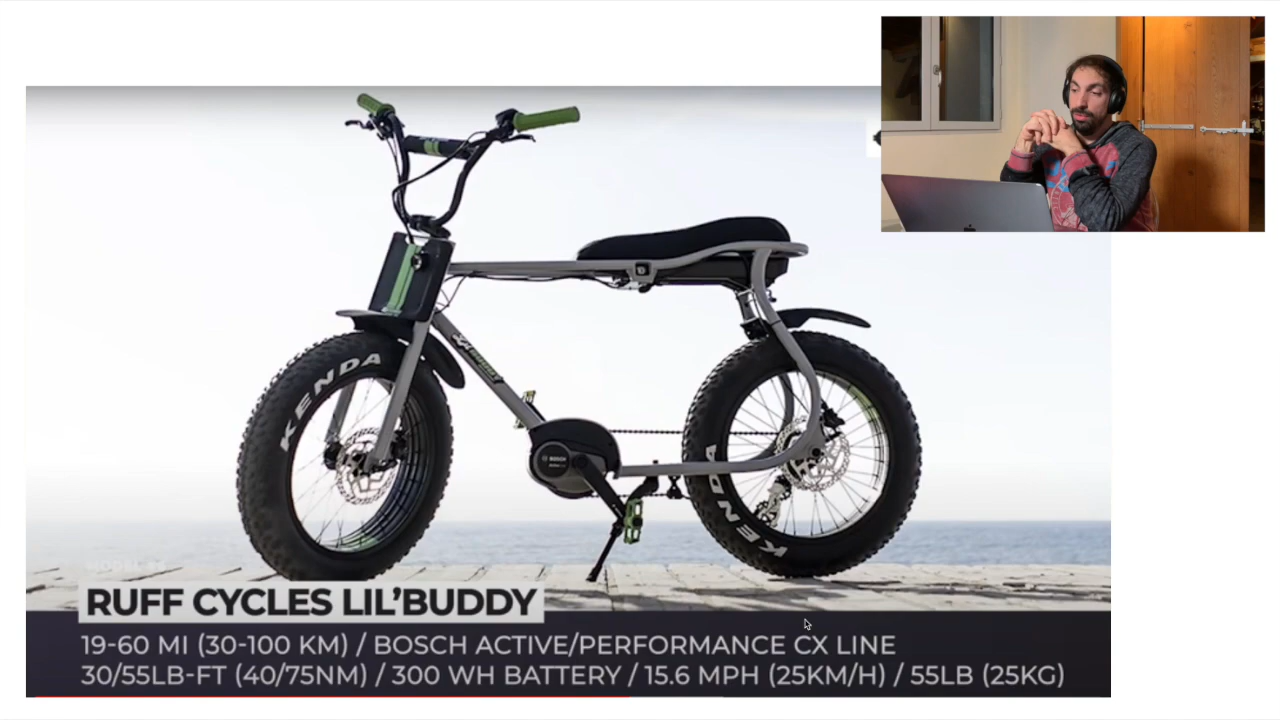 KENDA
KENDA
BOSCH
RUFF CYCLES LIL'BUDDY
19-60 MI (30-100 KM) / BOSCH ACTIVE/PERFORMANCE CX LINE
30/55LB-FT (40/75NM) / 300 WH BATTERY / 15.6 MPH (25KM/H) / 55LB (25KG)